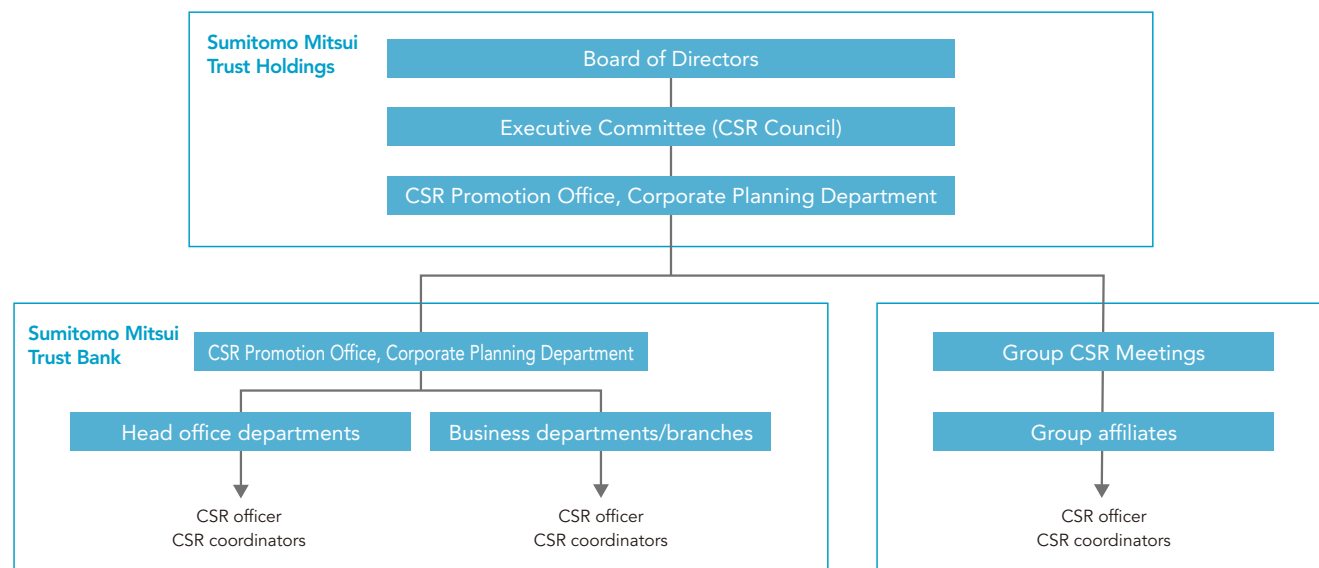 Sumitomo Mitsui
Trust Holdings
Board of Directors
Executive Committee (CSR Council)
CSR Promotion Office, Corporate Planning Department
Sumitomo Mitsui
Trust Bank
CSR Promotion Office, Corporate Planning Department
Head office departments
Business departments/branches
CSR officer
CSR coordinators
CSR officer
CSR coordinators
Group CSR Meetings
Group affiliates
CSR officer
CSR coordinators